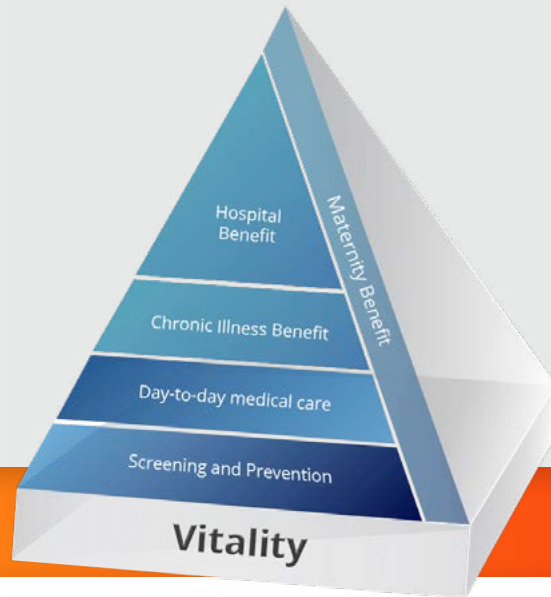 Hospital
Benefit
Maternity Benefit
Chronic Illness Benefit
Day-to-day medical care
Screening and Prevention
Vitality